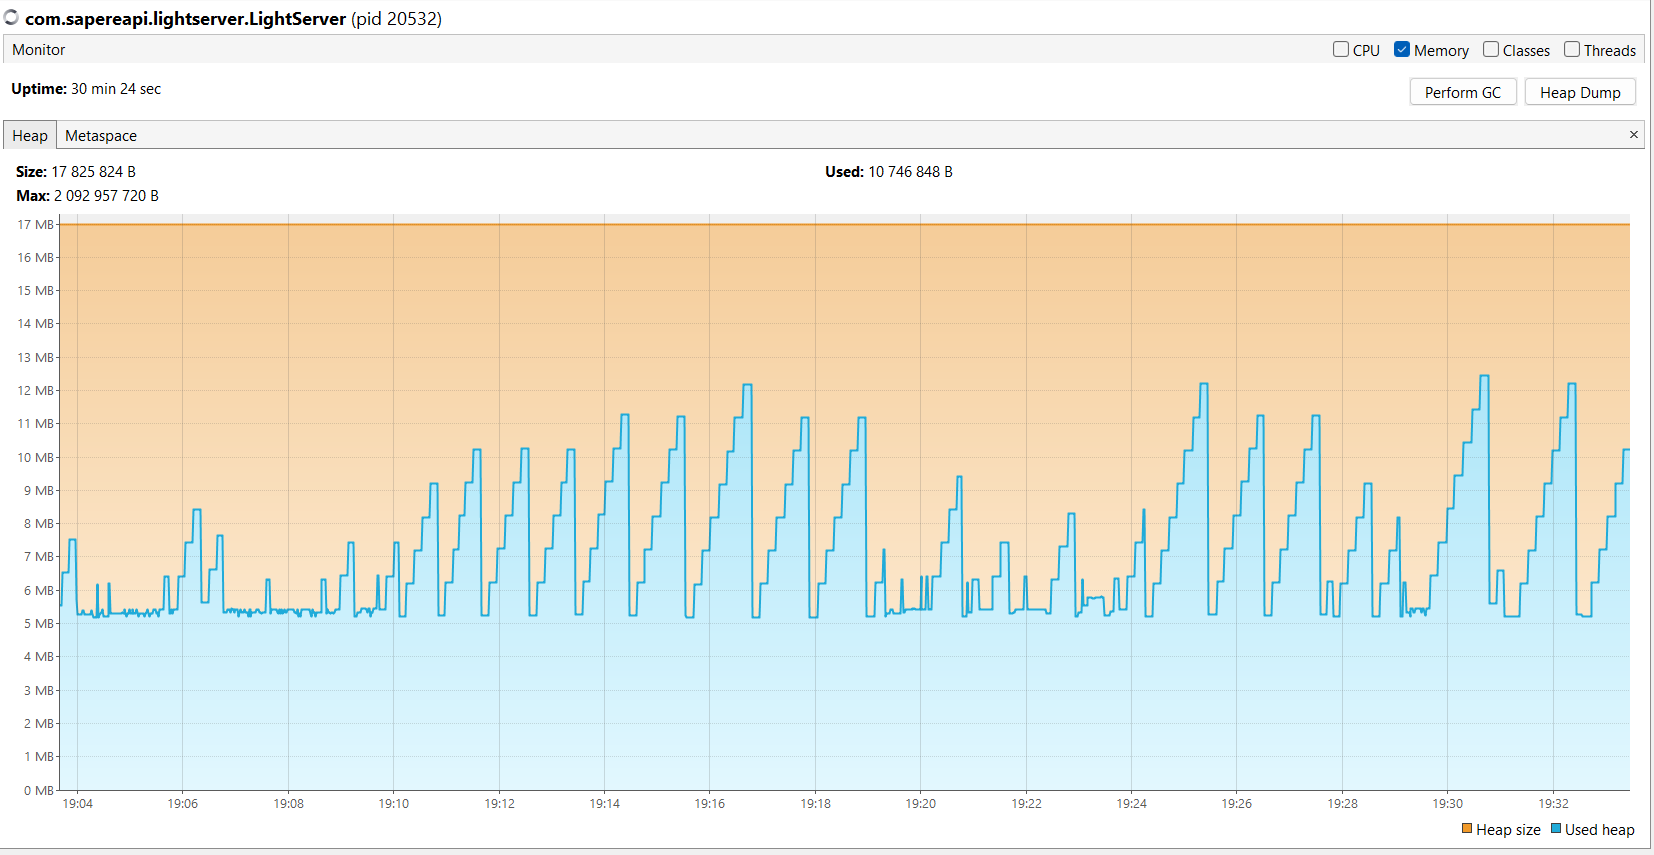 com.sapereapi.lightserver.LightServer (pid 20532)
Monitor CPU Memory Classes Threads
Uptime: 30 min 24 sec Perform GC Heap Dump
Heap Metaspace ×
Size: 17 825 824 B Used: 10 746 848 B
Max: 2 092 957 720 B
17 MB
16 MB
15 MB
14 MB
13 MB
12 MB
11 MB
10 MB
9 MB
8 MB
7 MB
6 MB
5 MB
4 MB
3 MB
2 MB
1 MB
0 MB
19:04 19:06 19:08 19:10 19:12 19:14 19:16 19:18 19:20 19:22 19:24 19:26 19:28 19:30 19:32
Heap size Used heap